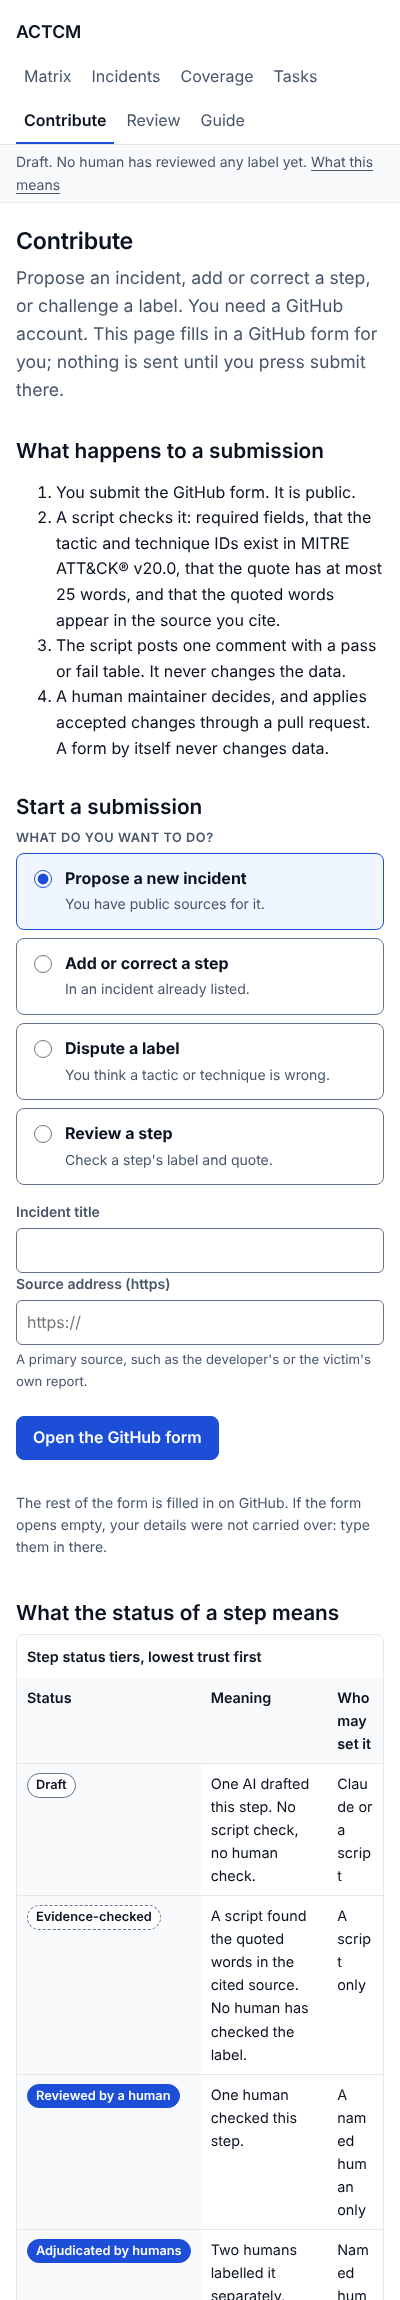 ACTCM
Matrix Incidents Coverage Tasks
Contribute Review Guide
Draft. No human has reviewed any label yet. What this
means
Contribute
Propose an incident, add or correct a step,
or challenge a label. You need a GitHub
account. This page fills in a GitHub form for
you; nothing is sent until you press submit
there.
What happens to a submission
1. You submit the GitHub form. It is public.
2. A script checks it: required fields, that the
tactic and technique IDs exist in MITRE
ATT&CK® v20.0, that the quote has at most
25 words, and that the quoted words
appear in the source you cite.
3. The script posts one comment with a pass
or fail table. It never changes the data.
4. A human maintainer decides, and applies
accepted changes through a pull request.
A form by itself never changes data.
Start a submission
WHAT DO YOU WANT TO DO?
Propose a new incident
You have public sources for it.
Add or correct a step
In an incident already listed.
Dispute a label
You think a tactic or technique is wrong.
Review a step
Check a step's label and quote.
Incident title
Source address (https)
https://
A primary source, such as the developer's or the victim's
own report.
Open the GitHub form
The rest of the form is filled in on GitHub. If the form
opens empty, your details were not carried over: type
them in there.
What the status of a step means
Step status tiers, lowest trust first
Status Meaning Who
may
set it
Draft One AI drafted Clau
this step. No de or
script check, a
no human scrip
check. t
Evidence-checked A script found A
the quoted scrip
words in the t
cited source. only
No human has
checked the
label.
Reviewed by a human One human A
checked this nam
step. ed
hum
an
only
Adjudicated by humans Two humans Nam
labelled it ed
separately. hum